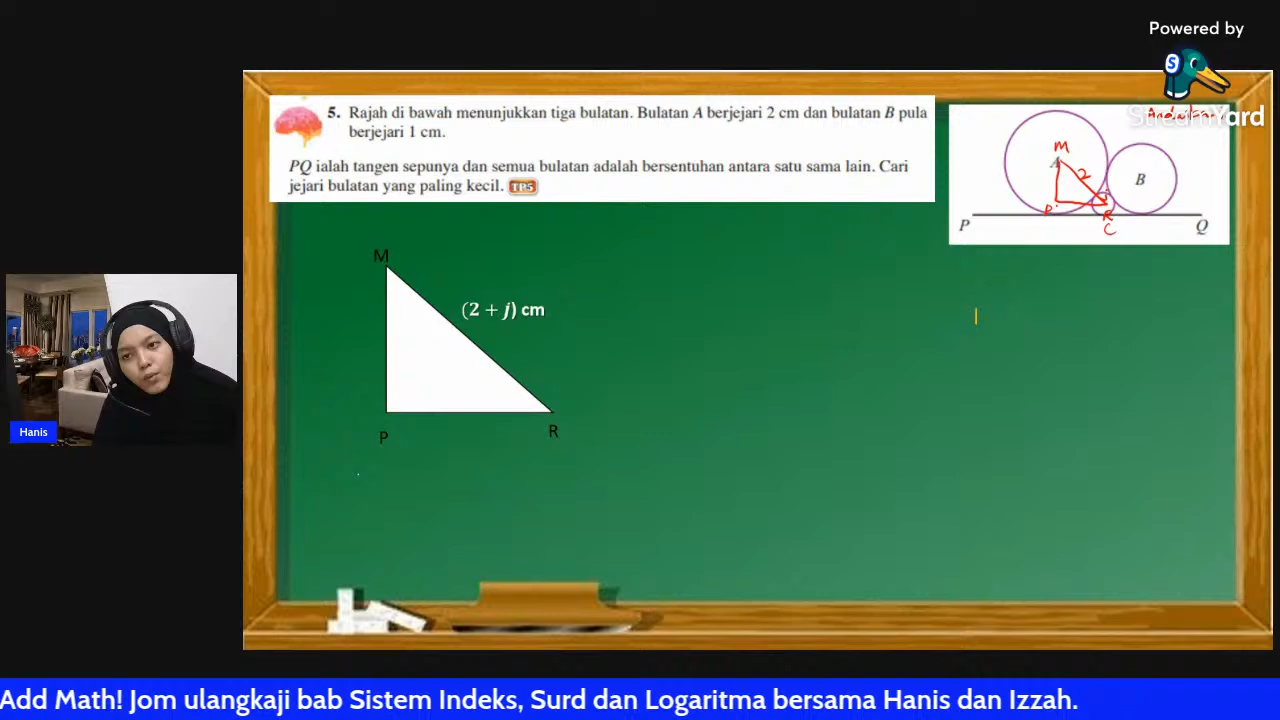 Powered by
StreamYard
5. Rajah di bawah menunjukkan tiga bulatan. Bulatan A berjejari 2 cm dan bulatan B pula
berjejari 1 cm.
PQ ialah tangen sepunya dan semua bulatan adalah bersentuhan antara satu sama lain. Cari
jejari bulatan yang paling kecil. TP5
M
A
2
B
P
R
P
C
Q
M
(2 + j) cm
P
R
Hanis
Add Math! Jom ulangkaji bab Sistem Indeks, Surd dan Logaritma bersama Hanis dan Izzah.